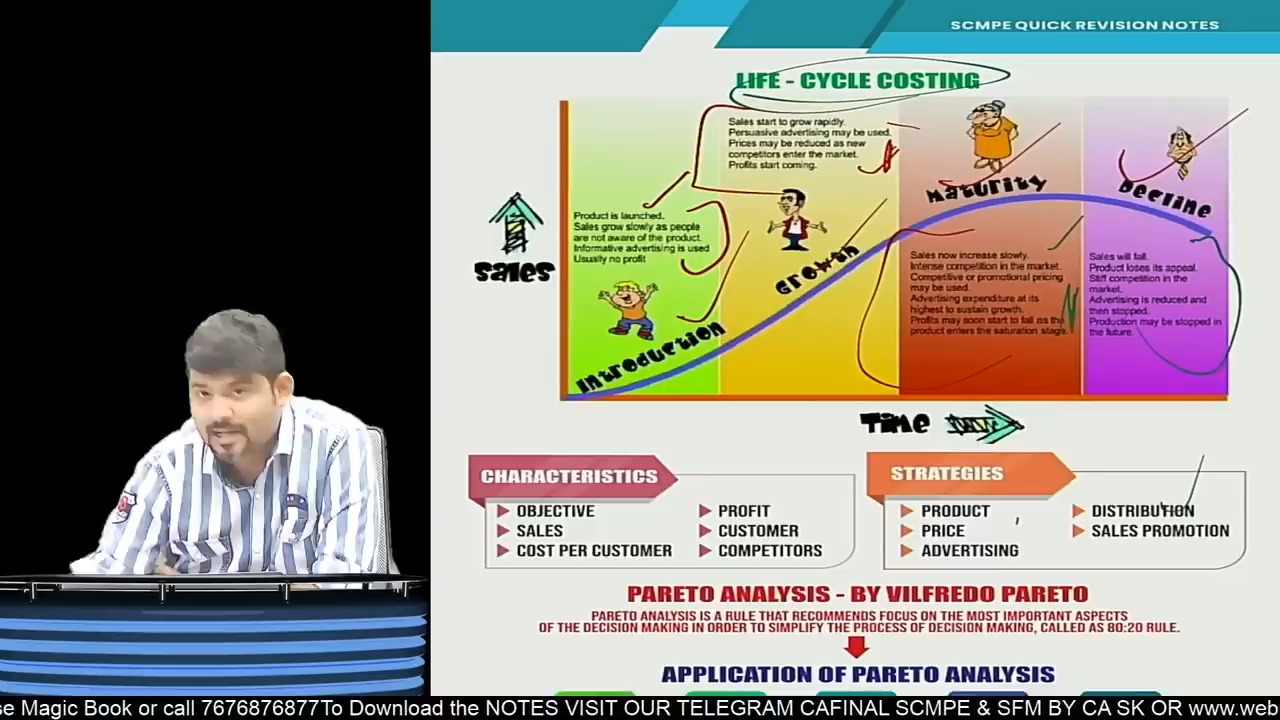 SCMPE QUICK REVISION NOTES
LIFE - CYCLE COSTING
Sales start to grow rapidly.
Persuasive advertising may be used.
Prices may be reduced as new
competitors enter the market.
Profits start coming.
Maturity
Decline
Product is launched.
Sales grow slowly as people
are not aware of the product.
Informative advertising is used
Usually no profit
Sales
Growth
Introduction
Sales now increase slowly.
Intense competition in the market.
Competitive or promotional pricing
may be used.
Advertising expenditure at its
highest to sustain growth.
Profits may soon start to fall as the
product enters the saturation stage.
Sales will fall.
Product loses its appeal.
Stiff competition in the
market.
Advertising is reduced and
then stopped.
Production may be stopped in
the future.
Time
CHARACTERISTICS
OBJECTIVE
SALES
COST PER CUSTOMER
PROFIT
CUSTOMER
COMPETITORS
STRATEGIES
PRODUCT
PRICE
ADVERTISING
DISTRIBUTION
SALES PROMOTION
PARETO ANALYSIS - BY VILFREDO PARETO
PARETO ANALYSIS IS A RULE THAT RECOMMENDS FOCUS ON THE MOST IMPORTANT ASPECTS
OF THE DECISION MAKING IN ORDER TO SIMPLIFY THE PROCESS OF DECISION MAKING, CALLED AS 80:20 RULE.
APPLICATION OF PARETO ANALYSIS
se Magic Book or call 7676876877To Download the NOTES VISIT OUR TELEGRAM CAFINAL SCMPE & SFM BY CA SK OR www.web